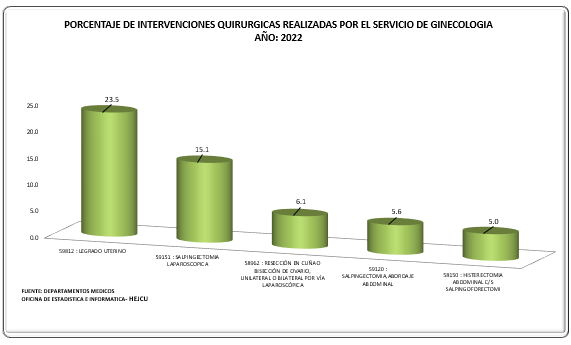 PORCENTAJE DE INTERVENCIONES QUIRURGICAS REALIZADAS POR EL SERVICIO DE GINECOLOGIA
AÑO: 2022
25.0
20.0
15.0
10.0
5.0
0.0
23.5
15.1
6.1
5.6
5.0
59812 : LEGRADO UTERINO
59151 : SALPINGIECTOMIA
LAPAROSCOPICA
58962 : RESECCIÓN EN CUÑA O
BISECCIÓN DE OVARIO,
UNILATERAL O BILATERAL POR VÍA
LAPAROSCÓPICA
59120 :
SALPINGECTOMIA, ABORDAJE
ABDOMINAL
58150 : HISTERECTOMIA
ABDOMINAL C/S
SALPINGOFORECTOMI
FUENTE: DEPARTAMENTOS MEDICOS
OFICINA DE ESTADISTICA E INFORMATICA- HEJCU